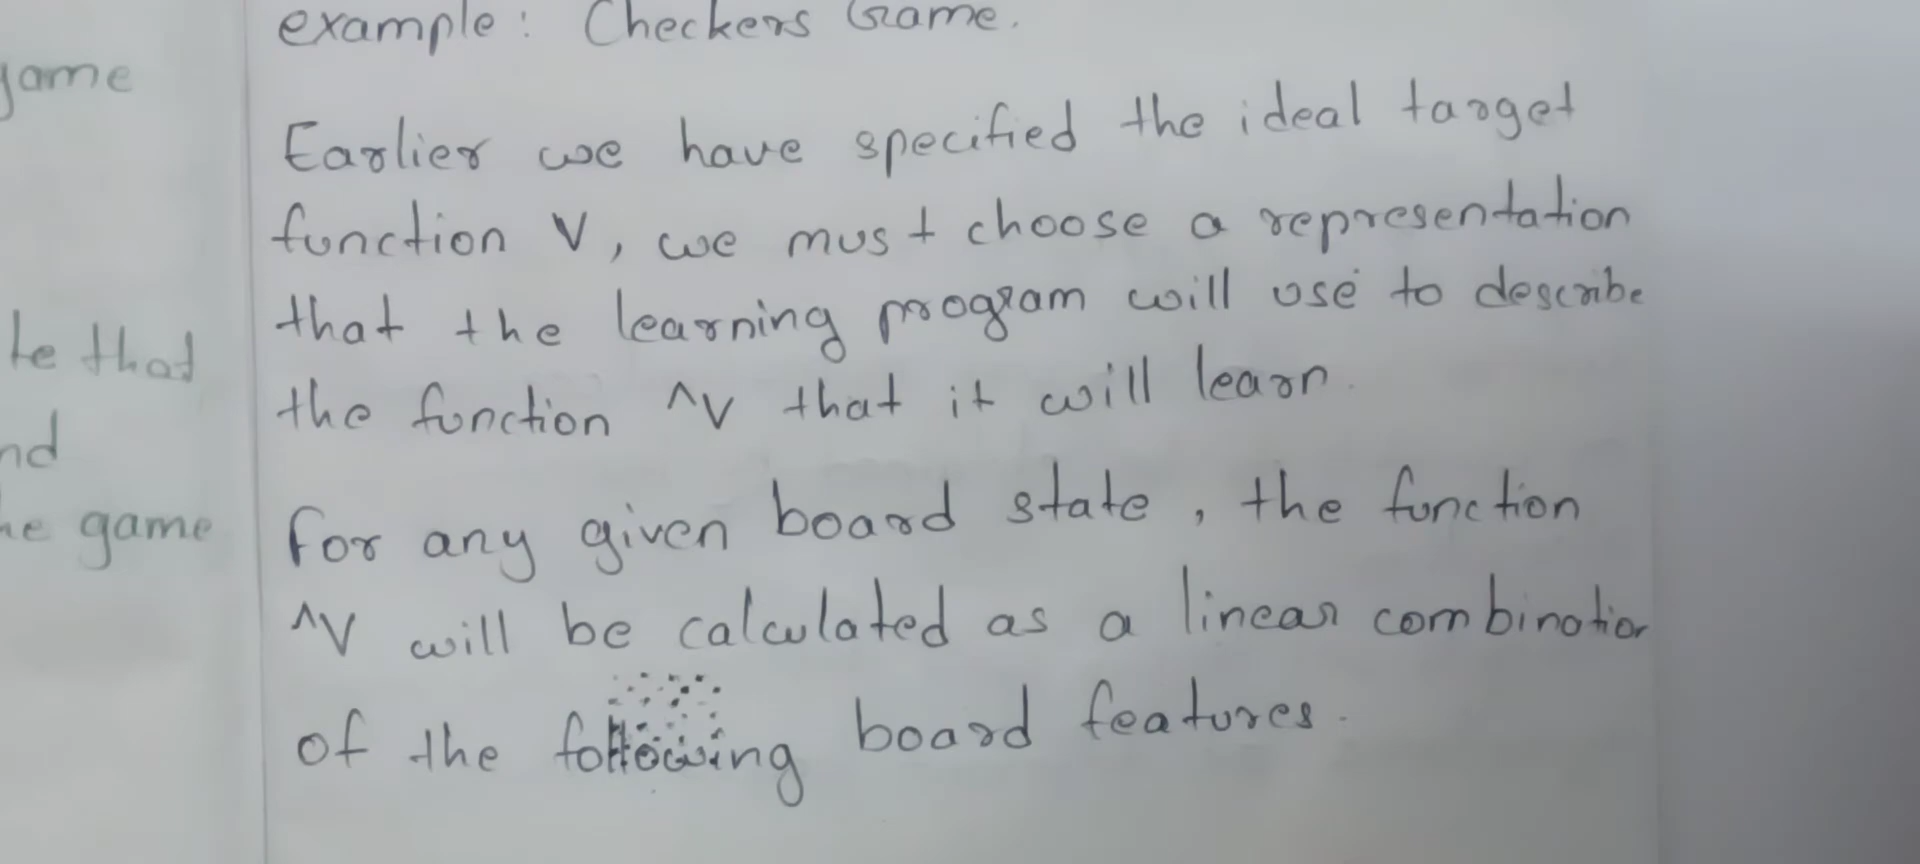 example: Checkers Game.
game
Earlier we have specified the ideal target
function V, we must choose a representation
that the learning program will use to describe
te that
the function ^V that it will learn.
nd
For any given board state, the function
he game
^V will be calculated as a linear combination
of the following board features.